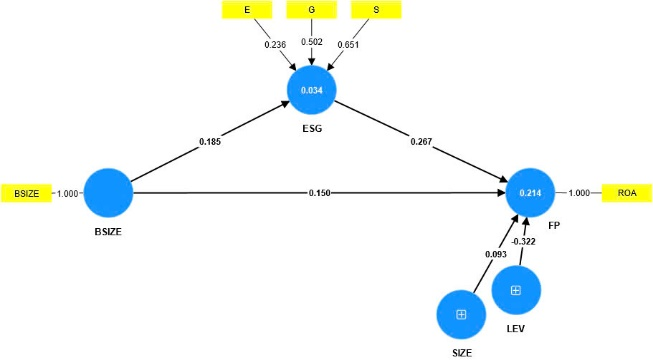 E G S
0.236 0.502 0.651
0.034
ESG
0.185 0.267
BSIZE 1.000 0.150 0.214 1.000 ROA
BSIZE FP
0.093 -0.322
LEV
SIZE